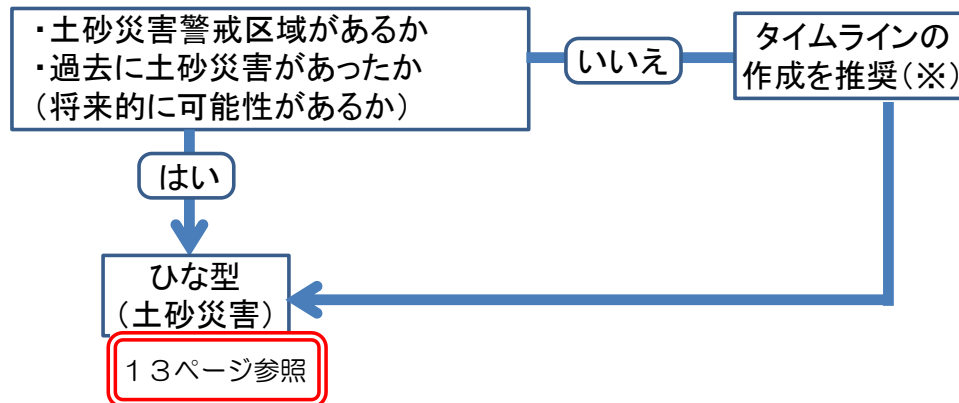 ・土砂災害警戒区域があるか
・過去に土砂災害があったか
（将来的に可能性があるか）
いいえ
タイムラインの
作成を推奨（※）
はい
ひな型
（土砂災害）
１３ページ参照